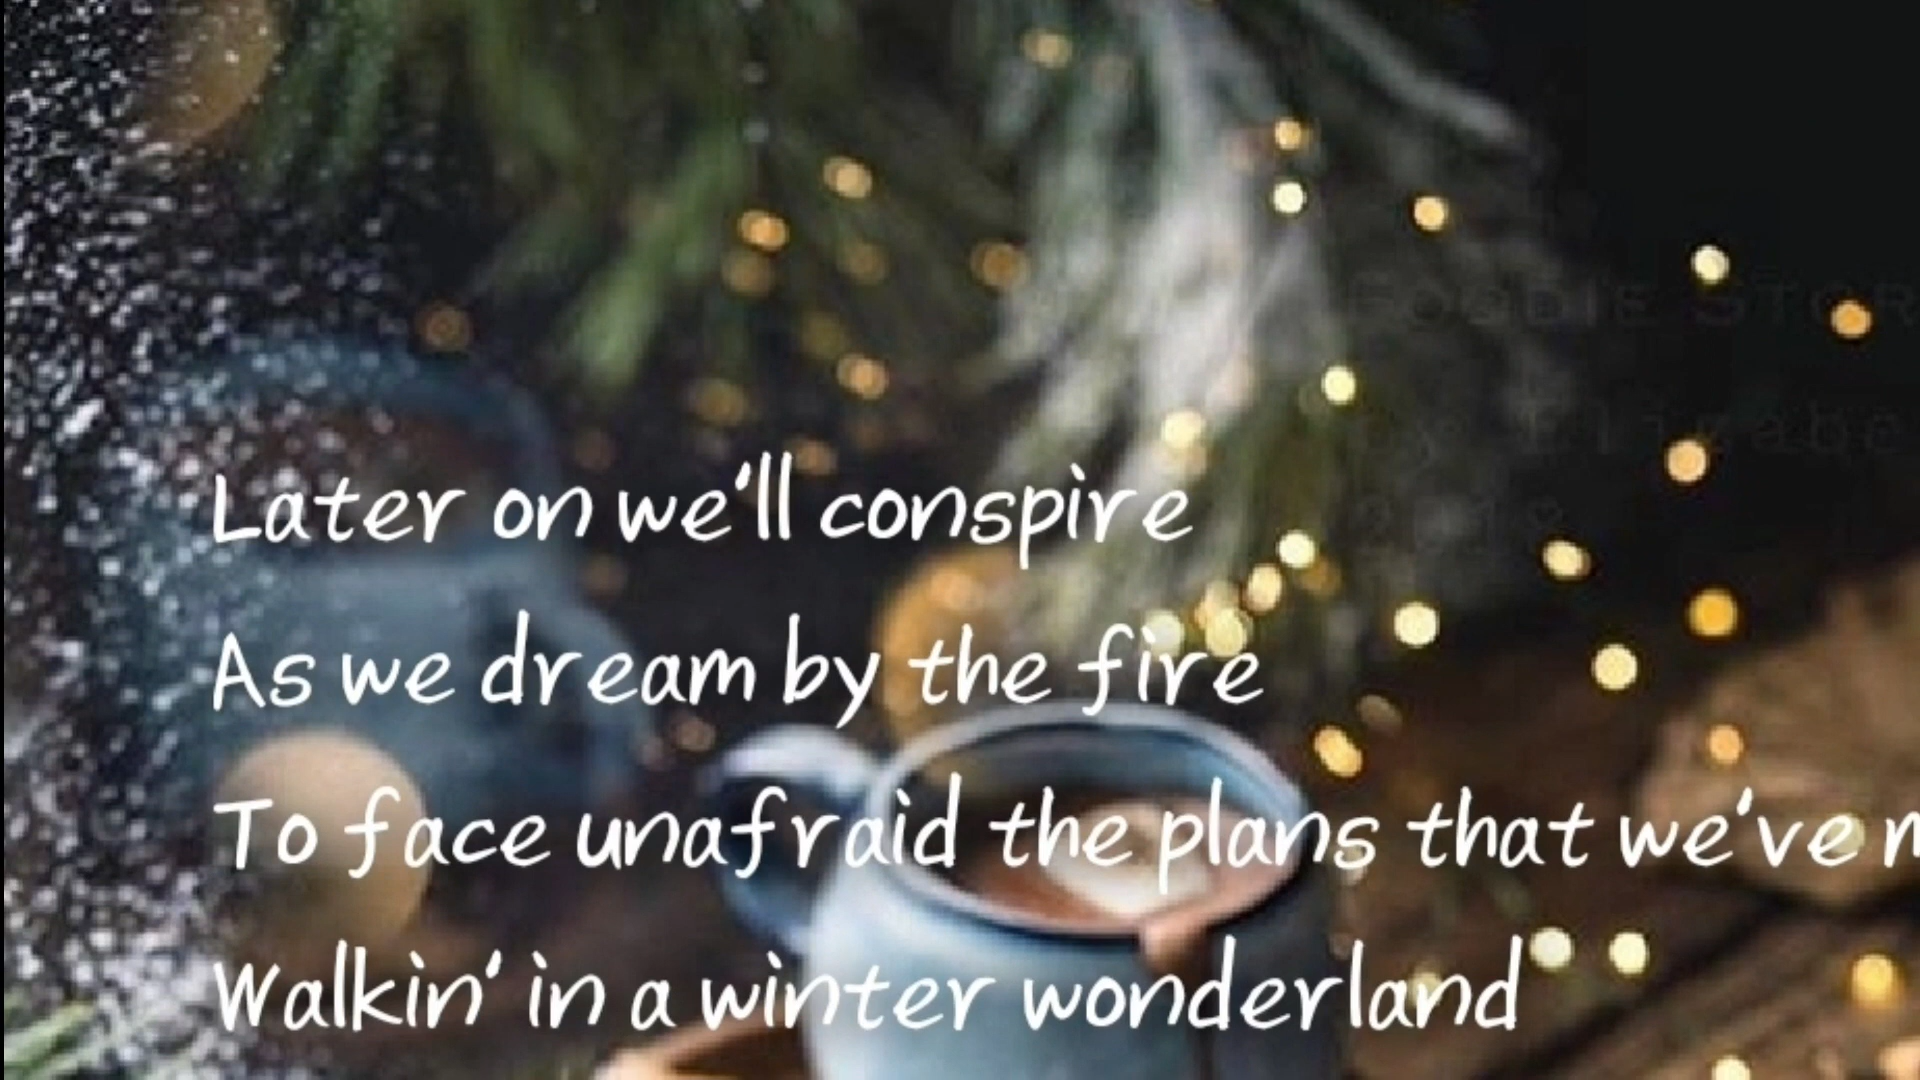 Later on we'll conspire
As we dream by the fire
To face unafraid the plans that we've
Walkin' in a winter wonderland